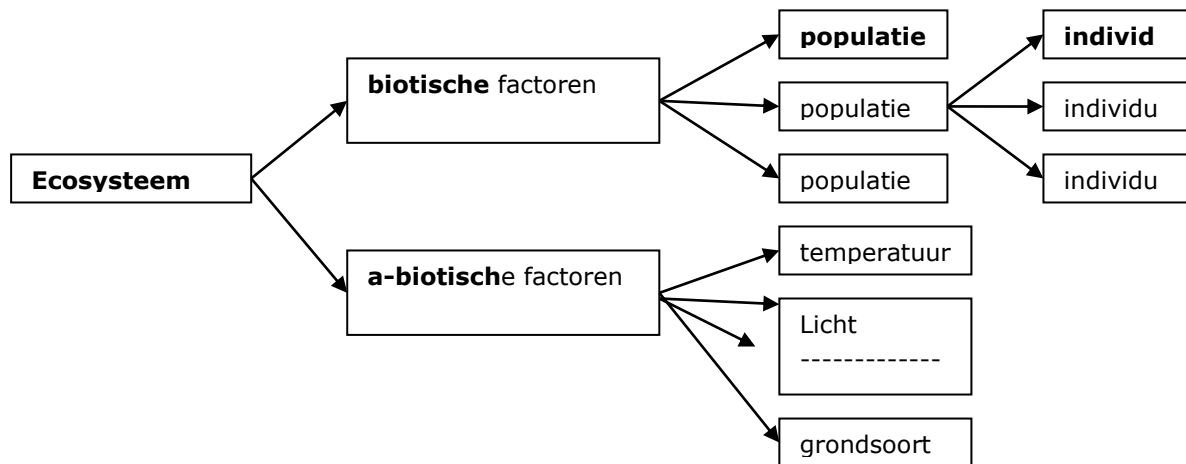 Ecosysteem
biotische factoren
populatie
populatie
populatie
individ
individu
individu
a-biotische factoren
temperatuur
Licht
-------------
grondsoort